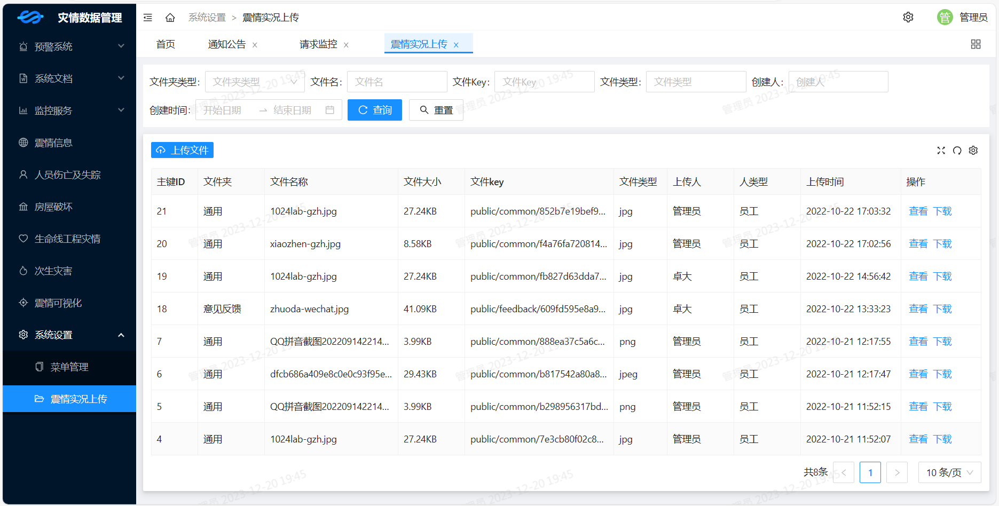 灾情数据管理
预警系统
系统文档
监控服务
震情信息
人员伤亡及失踪
房屋破坏
生命线工程灾情
次生灾害
震情可视化
系统设置
菜单管理
震情实况上传
系统设置 > 震情实况上传
管 管理员
首页 通知公告 x 请求监控 x 震情实况上传 x
文件夹类型: 文件夹类型 文件名: 文件名 文件Key: 文件Key 文件类型: 文件类型 创建人: 创建人
创建时间: 开始日期 → 结束日期 查询 重置
上传文件
主键ID 文件夹 文件名称 文件大小 文件key 文件类型 上传人 人类型 上传时间 操作
21 通用 1024lab-gzh.jpg 27.24KB public/common/852b7e19bef9... jpg 管理员 员工 2022-10-22 17:03:32 查看 下载
20 通用 xiaozhen-gzh.jpg 8.58KB public/common/f4a76fa720814... jpg 管理员 员工 2022-10-22 17:02:56 查看 下载
19 通用 1024lab-gzh.jpg 27.24KB public/common/fb827d63dda7... jpg 卓大 员工 2022-10-22 14:56:42 查看 下载
18 意见反馈 zhuoda-wechat.jpg 41.09KB public/feedback/609fd595e8a9... jpg 卓大 员工 2022-10-22 13:33:23 查看 下载
7 通用 QQ拼音截图202209142214... 3.99KB public/common/888ea37c5a6c... png 管理员 员工 2022-10-21 12:17:55 查看 下载
6 通用 dfcb686a409e8c0e0c93f95e... 29.43KB public/common/b817542a80a8... jpeg 管理员 员工 2022-10-21 12:17:47 查看 下载
5 通用 QQ拼音截图202209142214... 3.99KB public/common/b298956317bd... png 管理员 员工 2022-10-21 11:52:15 查看 下载
4 通用 1024lab-gzh.jpg 27.24KB public/common/7e3cb80f02c8... jpg 管理员 员工 2022-10-21 11:52:07 查看 下载
共8条 < 1 > 10 条/页
管理员 2023-12-20 19:45